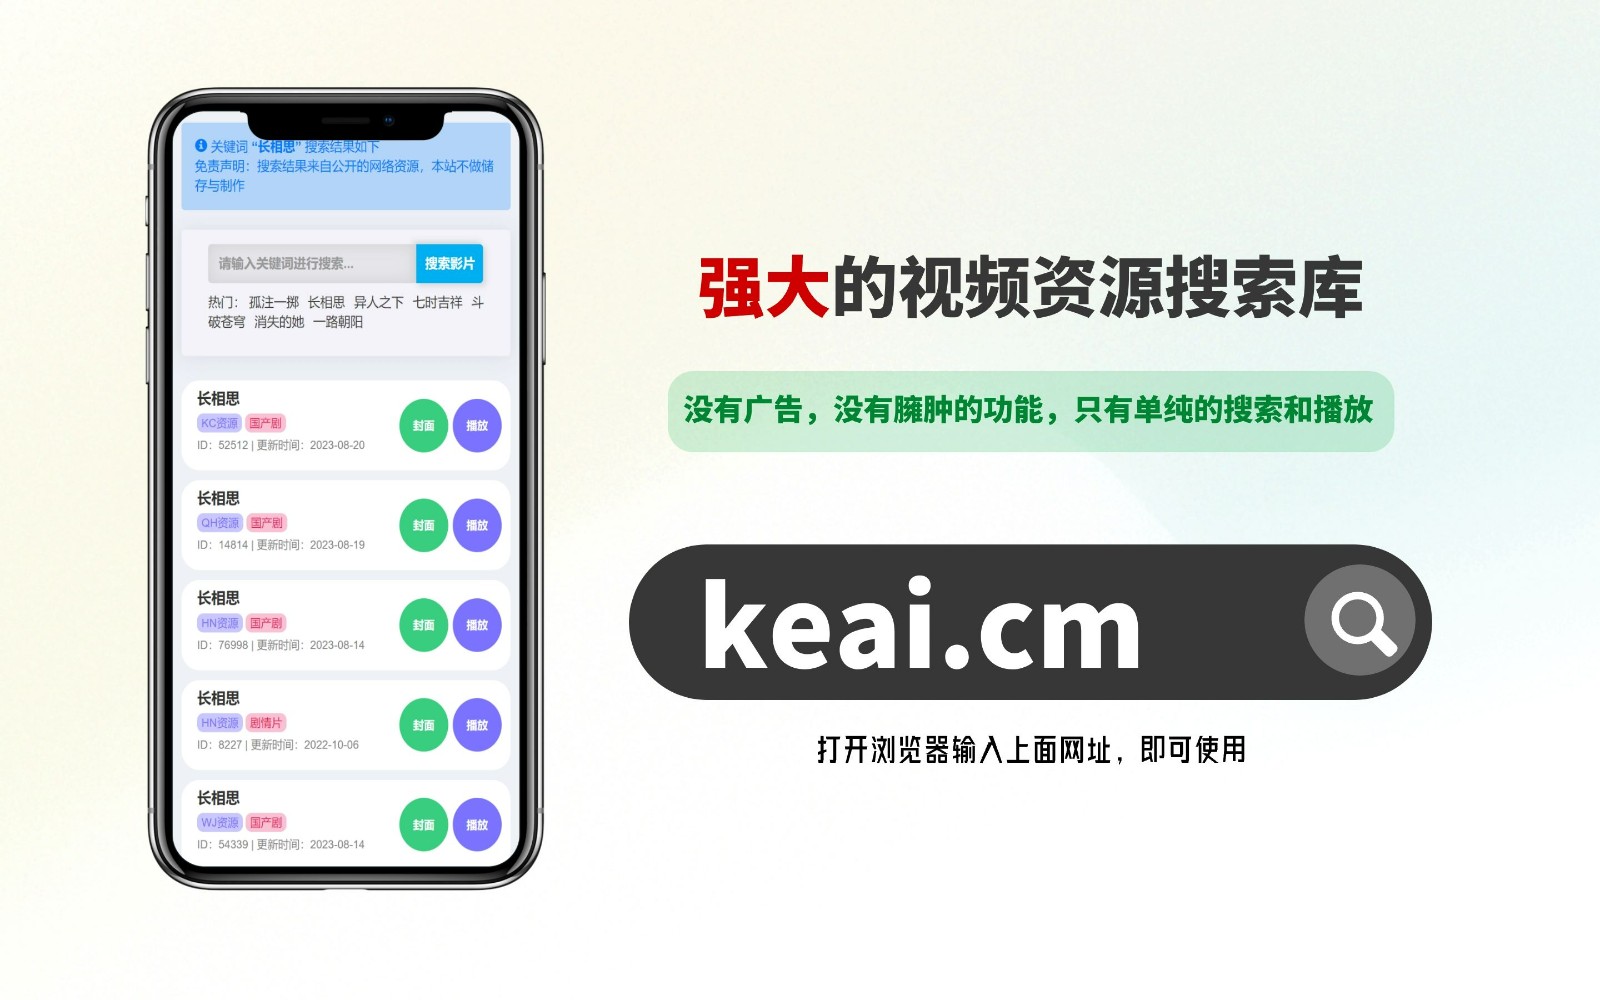 关键词 “长相思” 搜索结果如下
免责声明：搜索结果来自公开的网络资源，本站不做储
存与制作
请输入关键词进行搜索... 搜索影片
热门： 孤注一掷 长相思 异人之下 七时吉祥 斗
破苍穹 消失的她 一路朝阳
长相思
KC资源 国产剧
ID：52512 | 更新时间：2023-08-20
封面 播放
长相思
QH资源 国产剧
ID：14814 | 更新时间：2023-08-19
封面 播放
长相思
HN资源 国产剧
ID：76998 | 更新时间：2023-08-14
封面 播放
长相思
HN资源 剧情片
ID：8227 | 更新时间：2022-10-06
封面 播放
长相思
WJ资源 国产剧
ID：54339 | 更新时间：2023-08-14
封面 播放
强大的视频资源搜索库
没有广告，没有臃肿的功能，只有单纯的搜索和播放
keai.cm
打开浏览器输入上面网址，即可使用